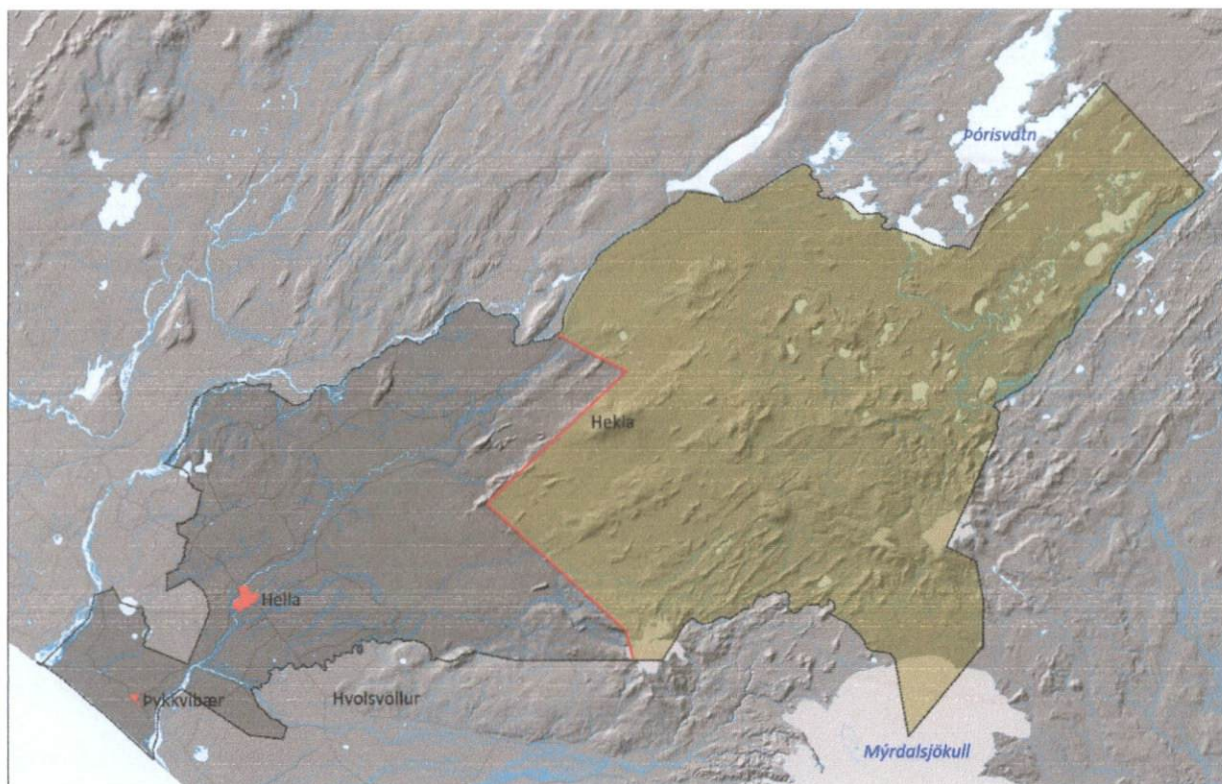 Þórisvatn
Hekla
Hella
Þykkvibær
Hvolsvöllur
Mýrdalsjökull